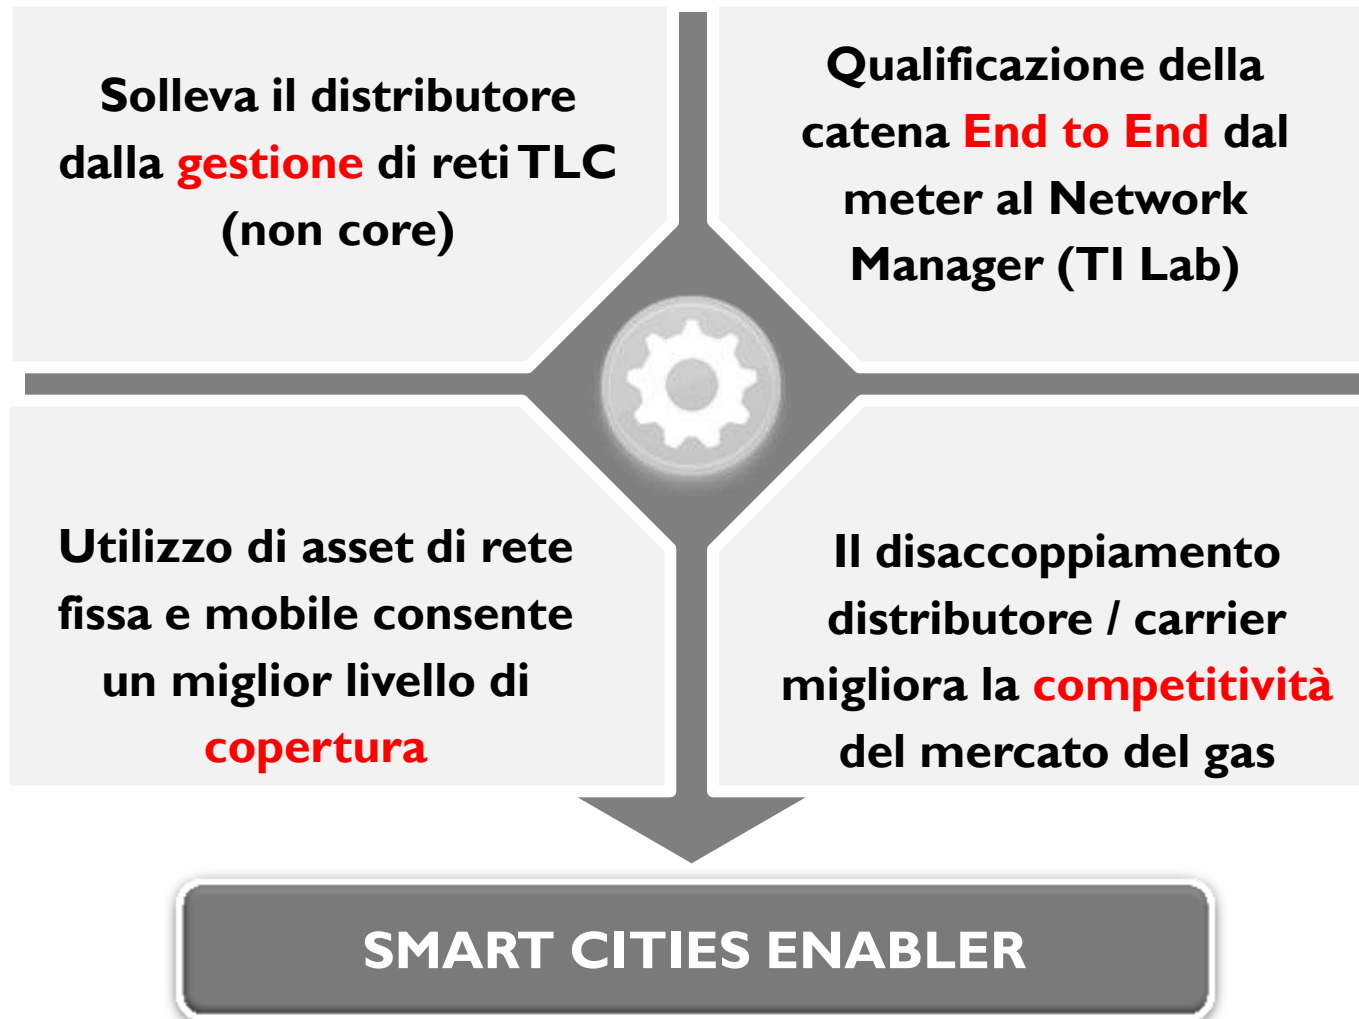 Solleva il distributore
dalla gestione di reti TLC
(non core)
Qualificazione della
catena End to End dal
meter al Network
Manager (TI Lab)
Utilizzo di asset di rete
fissa e mobile consente
un miglior livello di
copertura
Il disaccoppiamento
distributore / carrier
migliora la competitività
del mercato del gas
SMART CITIES ENABLER